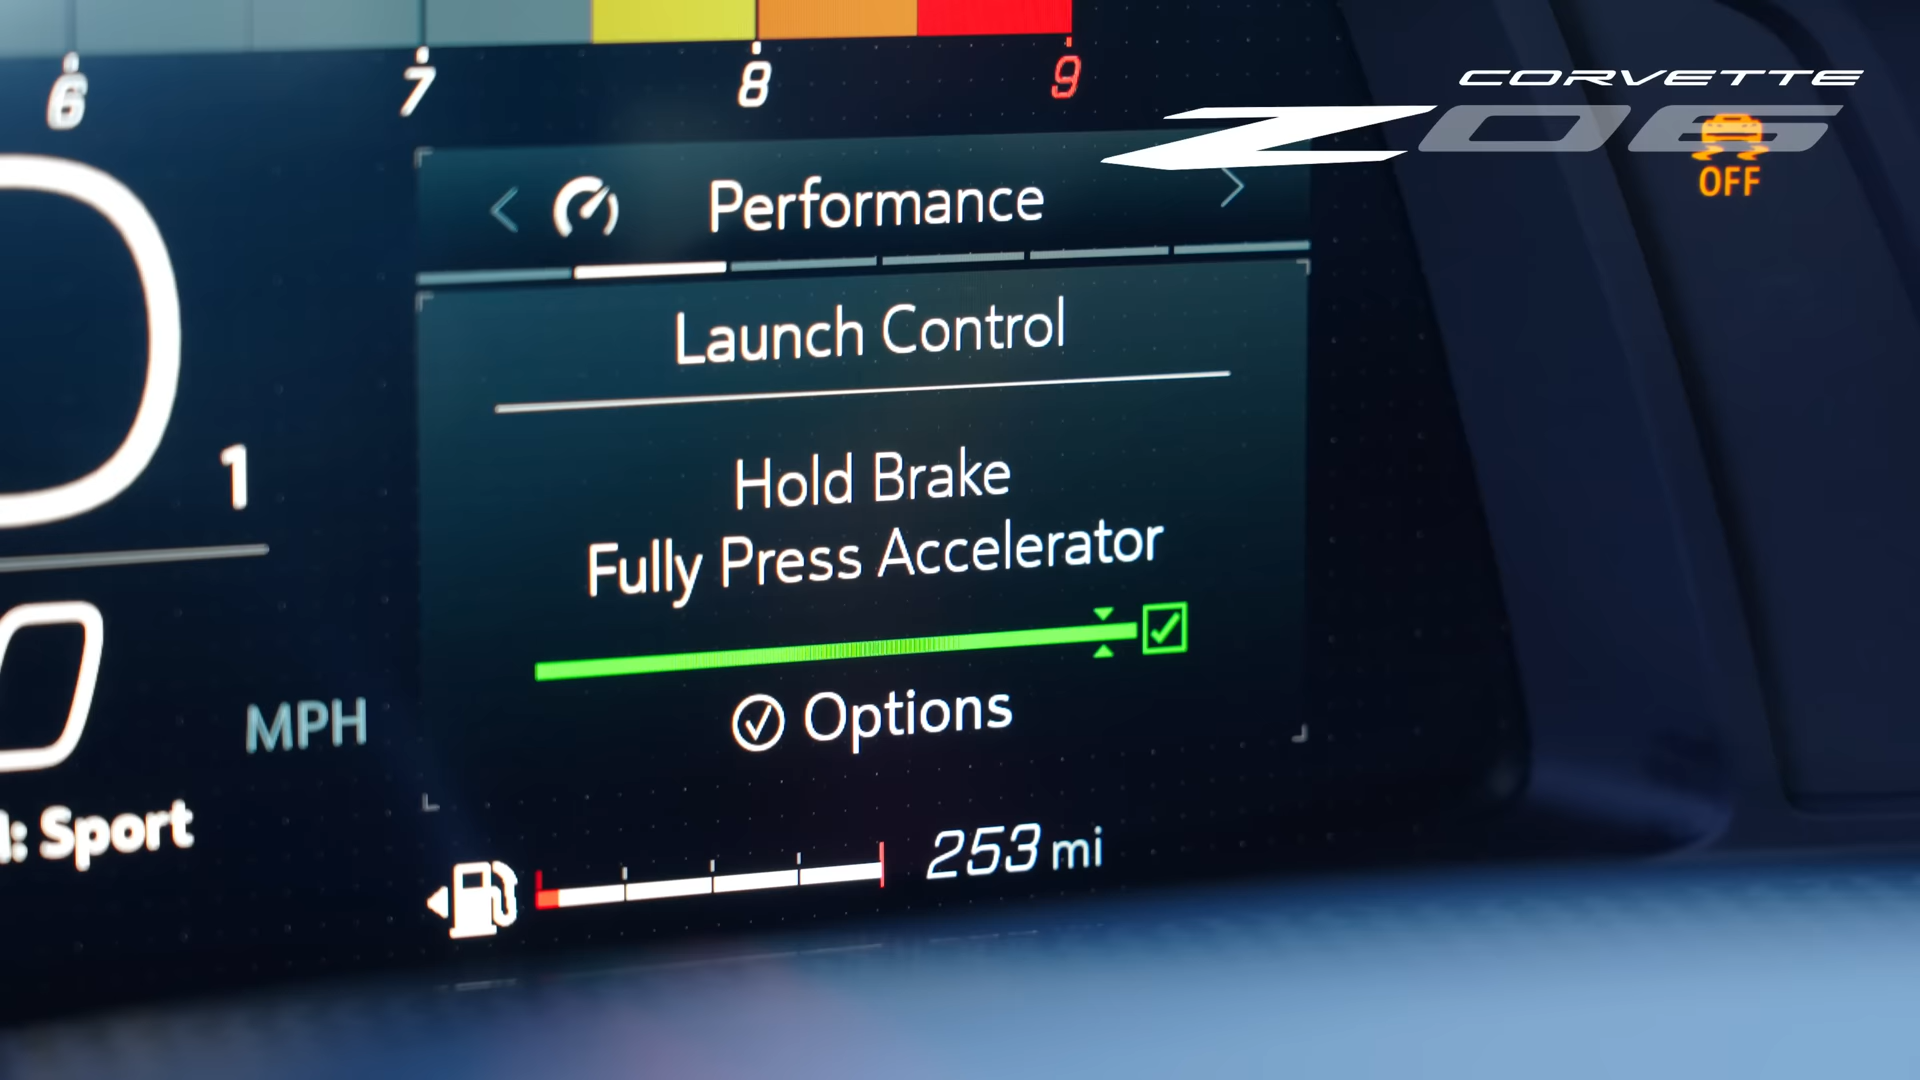 6 7 8 9
CORVETTE
Z06
OFF
Performance
Launch Control
Hold Brake
Fully Press Accelerator
Options
1
0
MPH
: Sport
253 mi